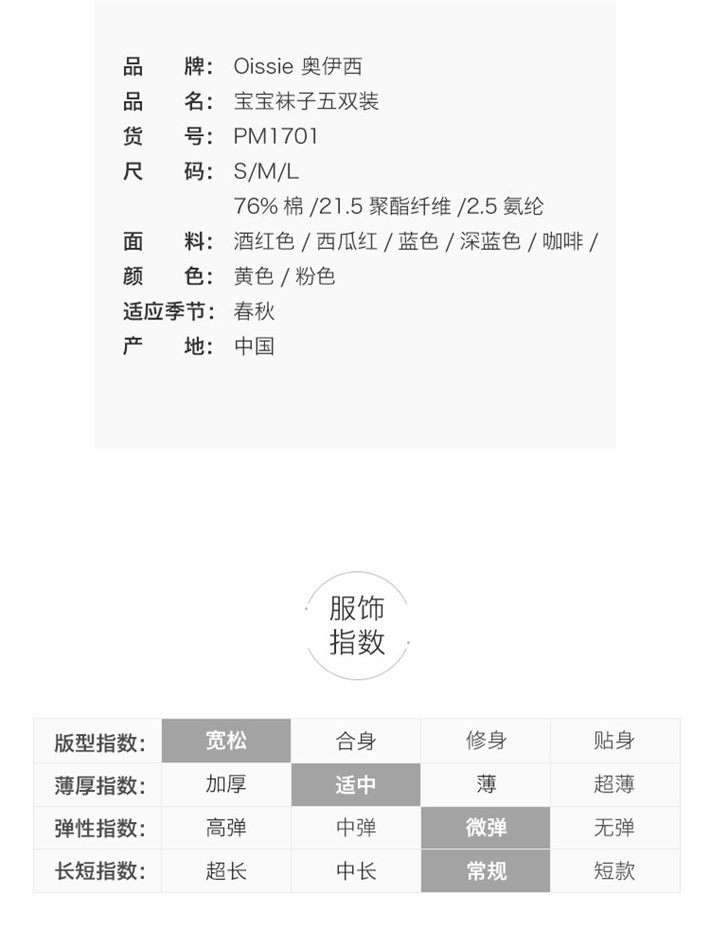 品 牌： Oissie 奥伊西
品 名： 宝宝袜子五双装
货 号： PM1701
尺 码： S/M/L
76% 棉 /21.5 聚酯纤维 /2.5 氨纶
面 料： 酒红色 / 西瓜红 / 蓝色 / 深蓝色 / 咖啡 /
颜 色： 黄色 / 粉色
适应季节： 春秋
产 地： 中国
服饰
指数
版型指数： 宽松 合身 修身 贴身
薄厚指数： 加厚 适中 薄 超薄
弹性指数： 高弹 中弹 微弹 无弹
长短指数： 超长 中长 常规 短款